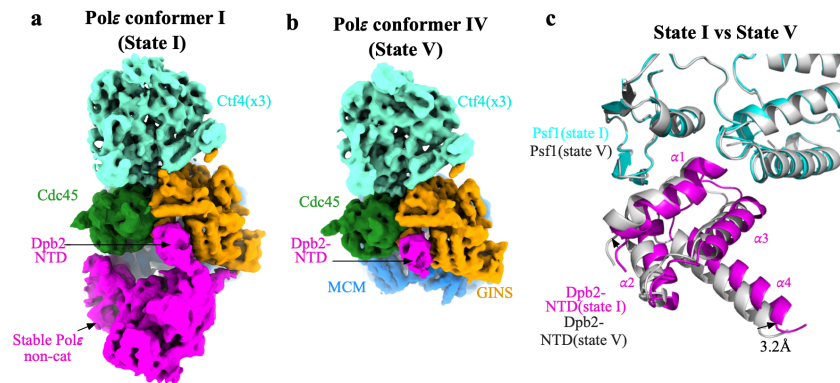 a
Polε conformer I
(State I)
Ctf4(x3)
Cdc45
Dpb2
NTD
Stable Polε
non-cat
b
Polε conformer IV
(State V)
Ctf4(x3)
Cdc45
Dpb2-
NTD
MCM
GINS
c
State I vs State V
Psf1(state I)
Psf1(state V)
α1
α3
α2
α4
Dpb2-
NTD(state I)
Dpb2-
NTD(state V)
3.2Å